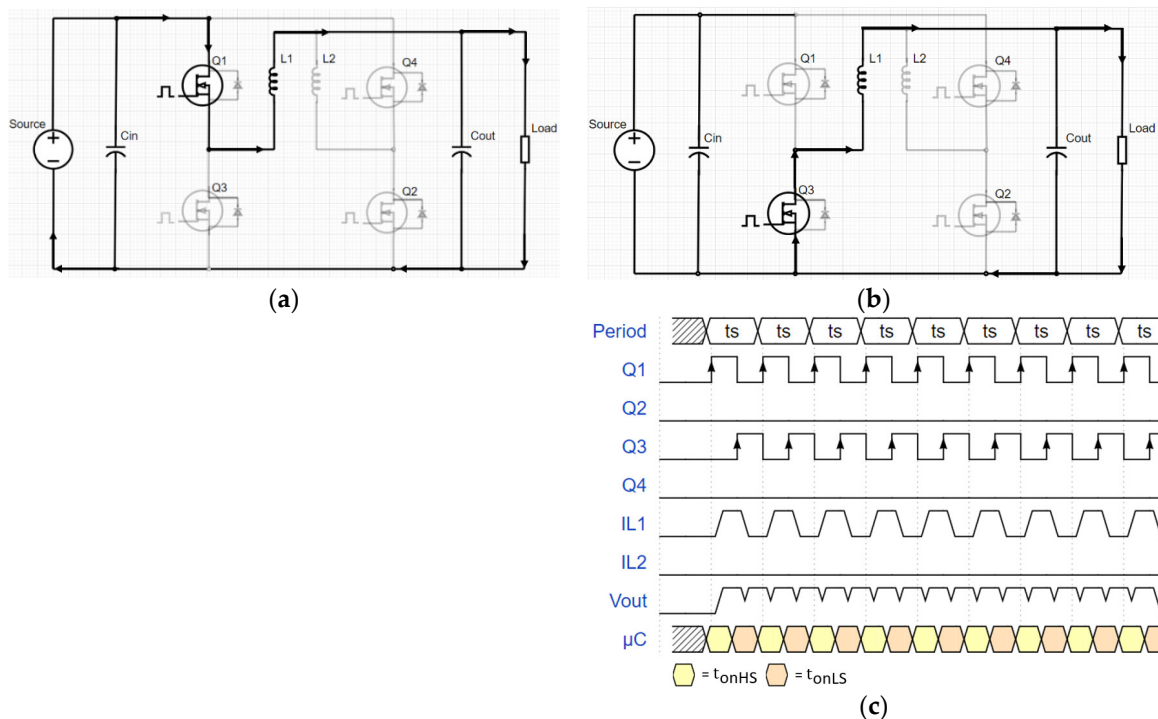 Q1
L1
L2
Q4
Source
Cin
Cout
Load
Q3
Q2
(a)
Q1
L1
L2
Q4
Source
Cin
Cout
Load
Q3
Q2
(b)
Period ts ts ts ts ts ts ts ts ts
Q1
Q2
Q3
Q4
IL1
IL2
Vout
µC
= tonHS = tonLS
(c)